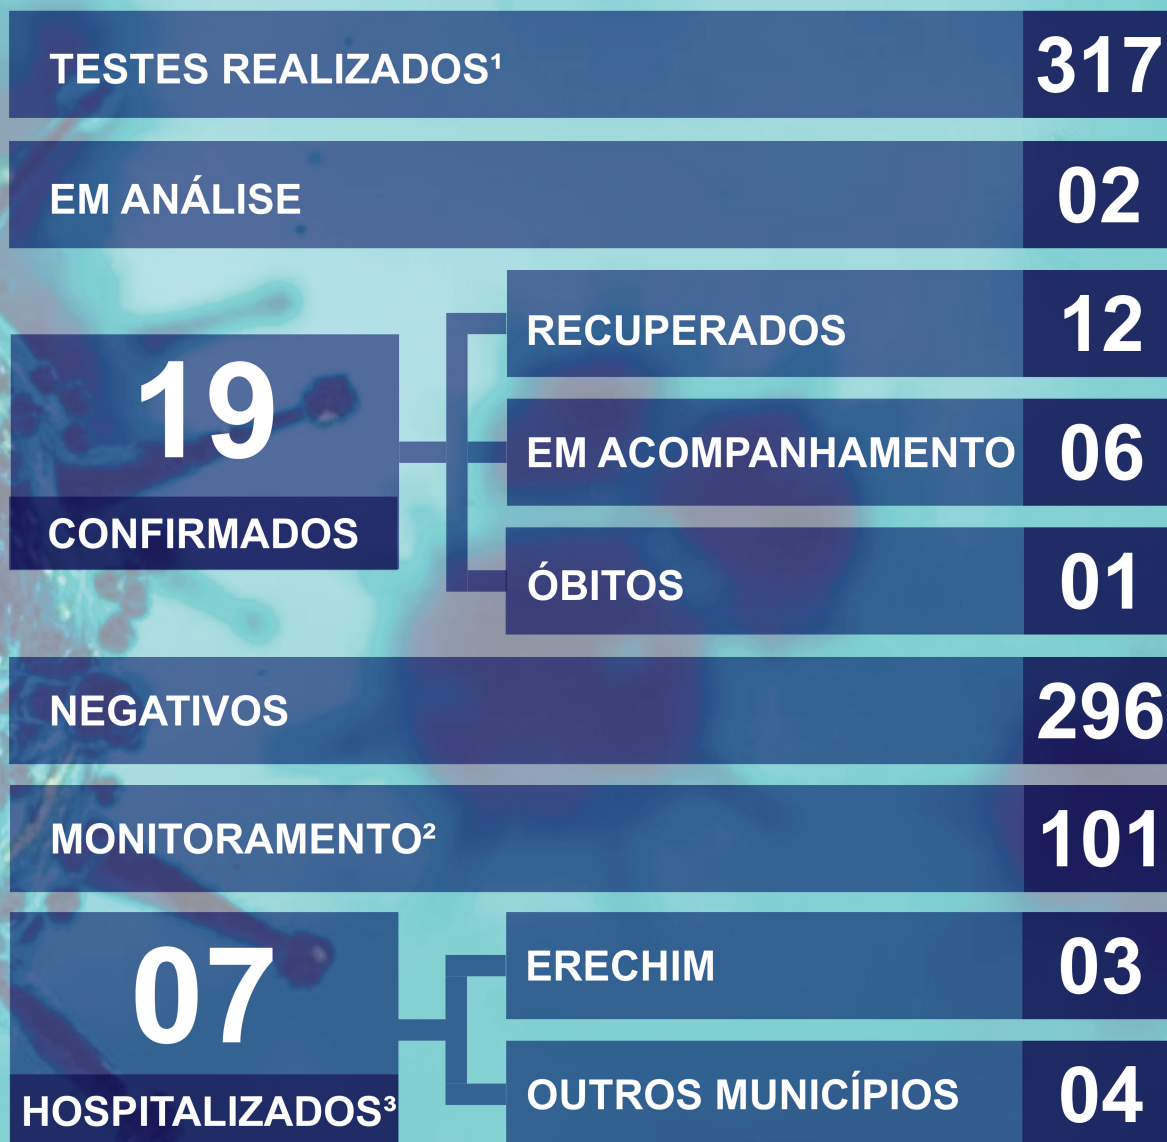 TESTES REALIZADOS¹ 317
EM ANÁLISE 02
19
CONFIRMADOS
RECUPERADOS 12
EM ACOMPANHAMENTO 06
ÓBITOS 01
NEGATIVOS 296
MONITORAMENTO² 101
07
HOSPITALIZADOS³
ERECHIM 03
OUTROS MUNICÍPIOS 04